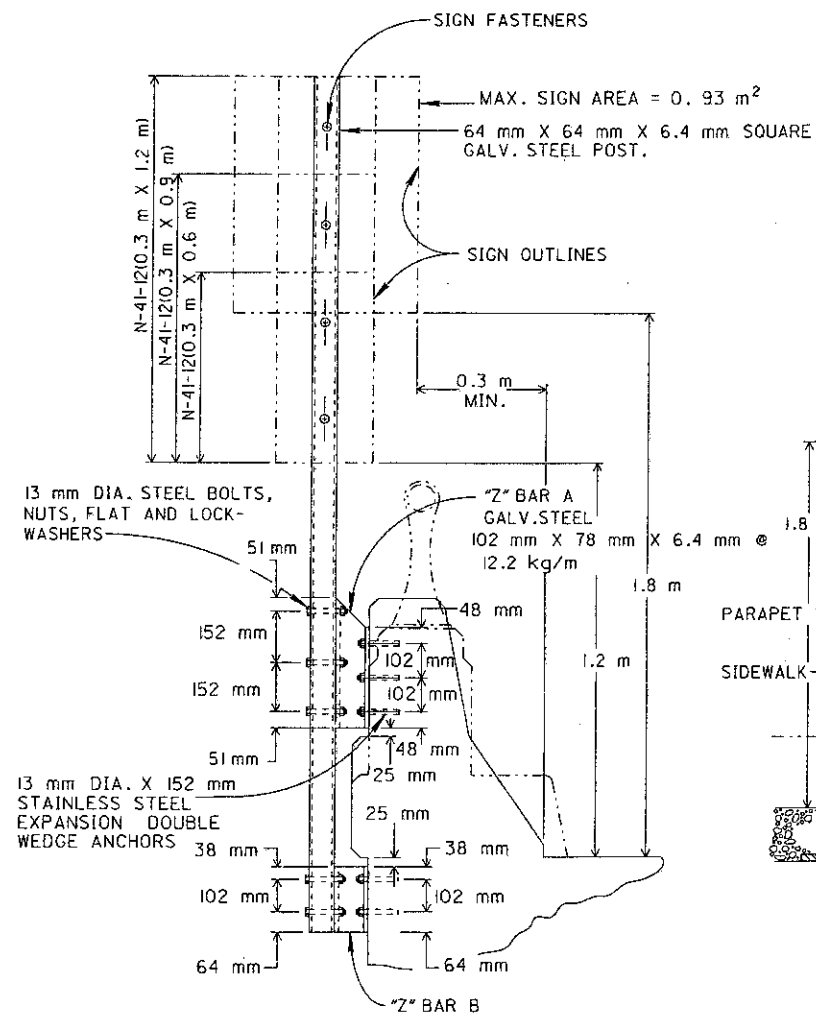 SIGN FASTENERS
MAX. SIGN AREA = 0.93 m²
64 mm X 64 mm X 6.4 mm SQUARE
GALV. STEEL POST.
SIGN OUTLINES
N-41-12(0.3 m X 1.2 m)
N-41-12(0.3 m X 0.9 m)
N-41-12(0.3 m X 0.6 m)
0.3 m
MIN.
13 mm DIA. STEEL BOLTS,
NUTS, FLAT AND LOCK-
WASHERS
"Z" BAR A
GALV.STEEL
102 mm X 78 mm X 6.4 mm @
12.2 kg/m
1.8
51 mm
48 mm
1.8 m
152 mm
102 mm
PARAPET
1.2 m
152 mm
102 mm
SIDEWALK
51 mm
48 mm
25 mm
13 mm DIA. X 152 mm
STAINLESS STEEL
EXPANSION DOUBLE
WEDGE ANCHORS
25 mm
38 mm
38 mm
102 mm
102 mm
64 mm
64 mm
"Z" BAR B